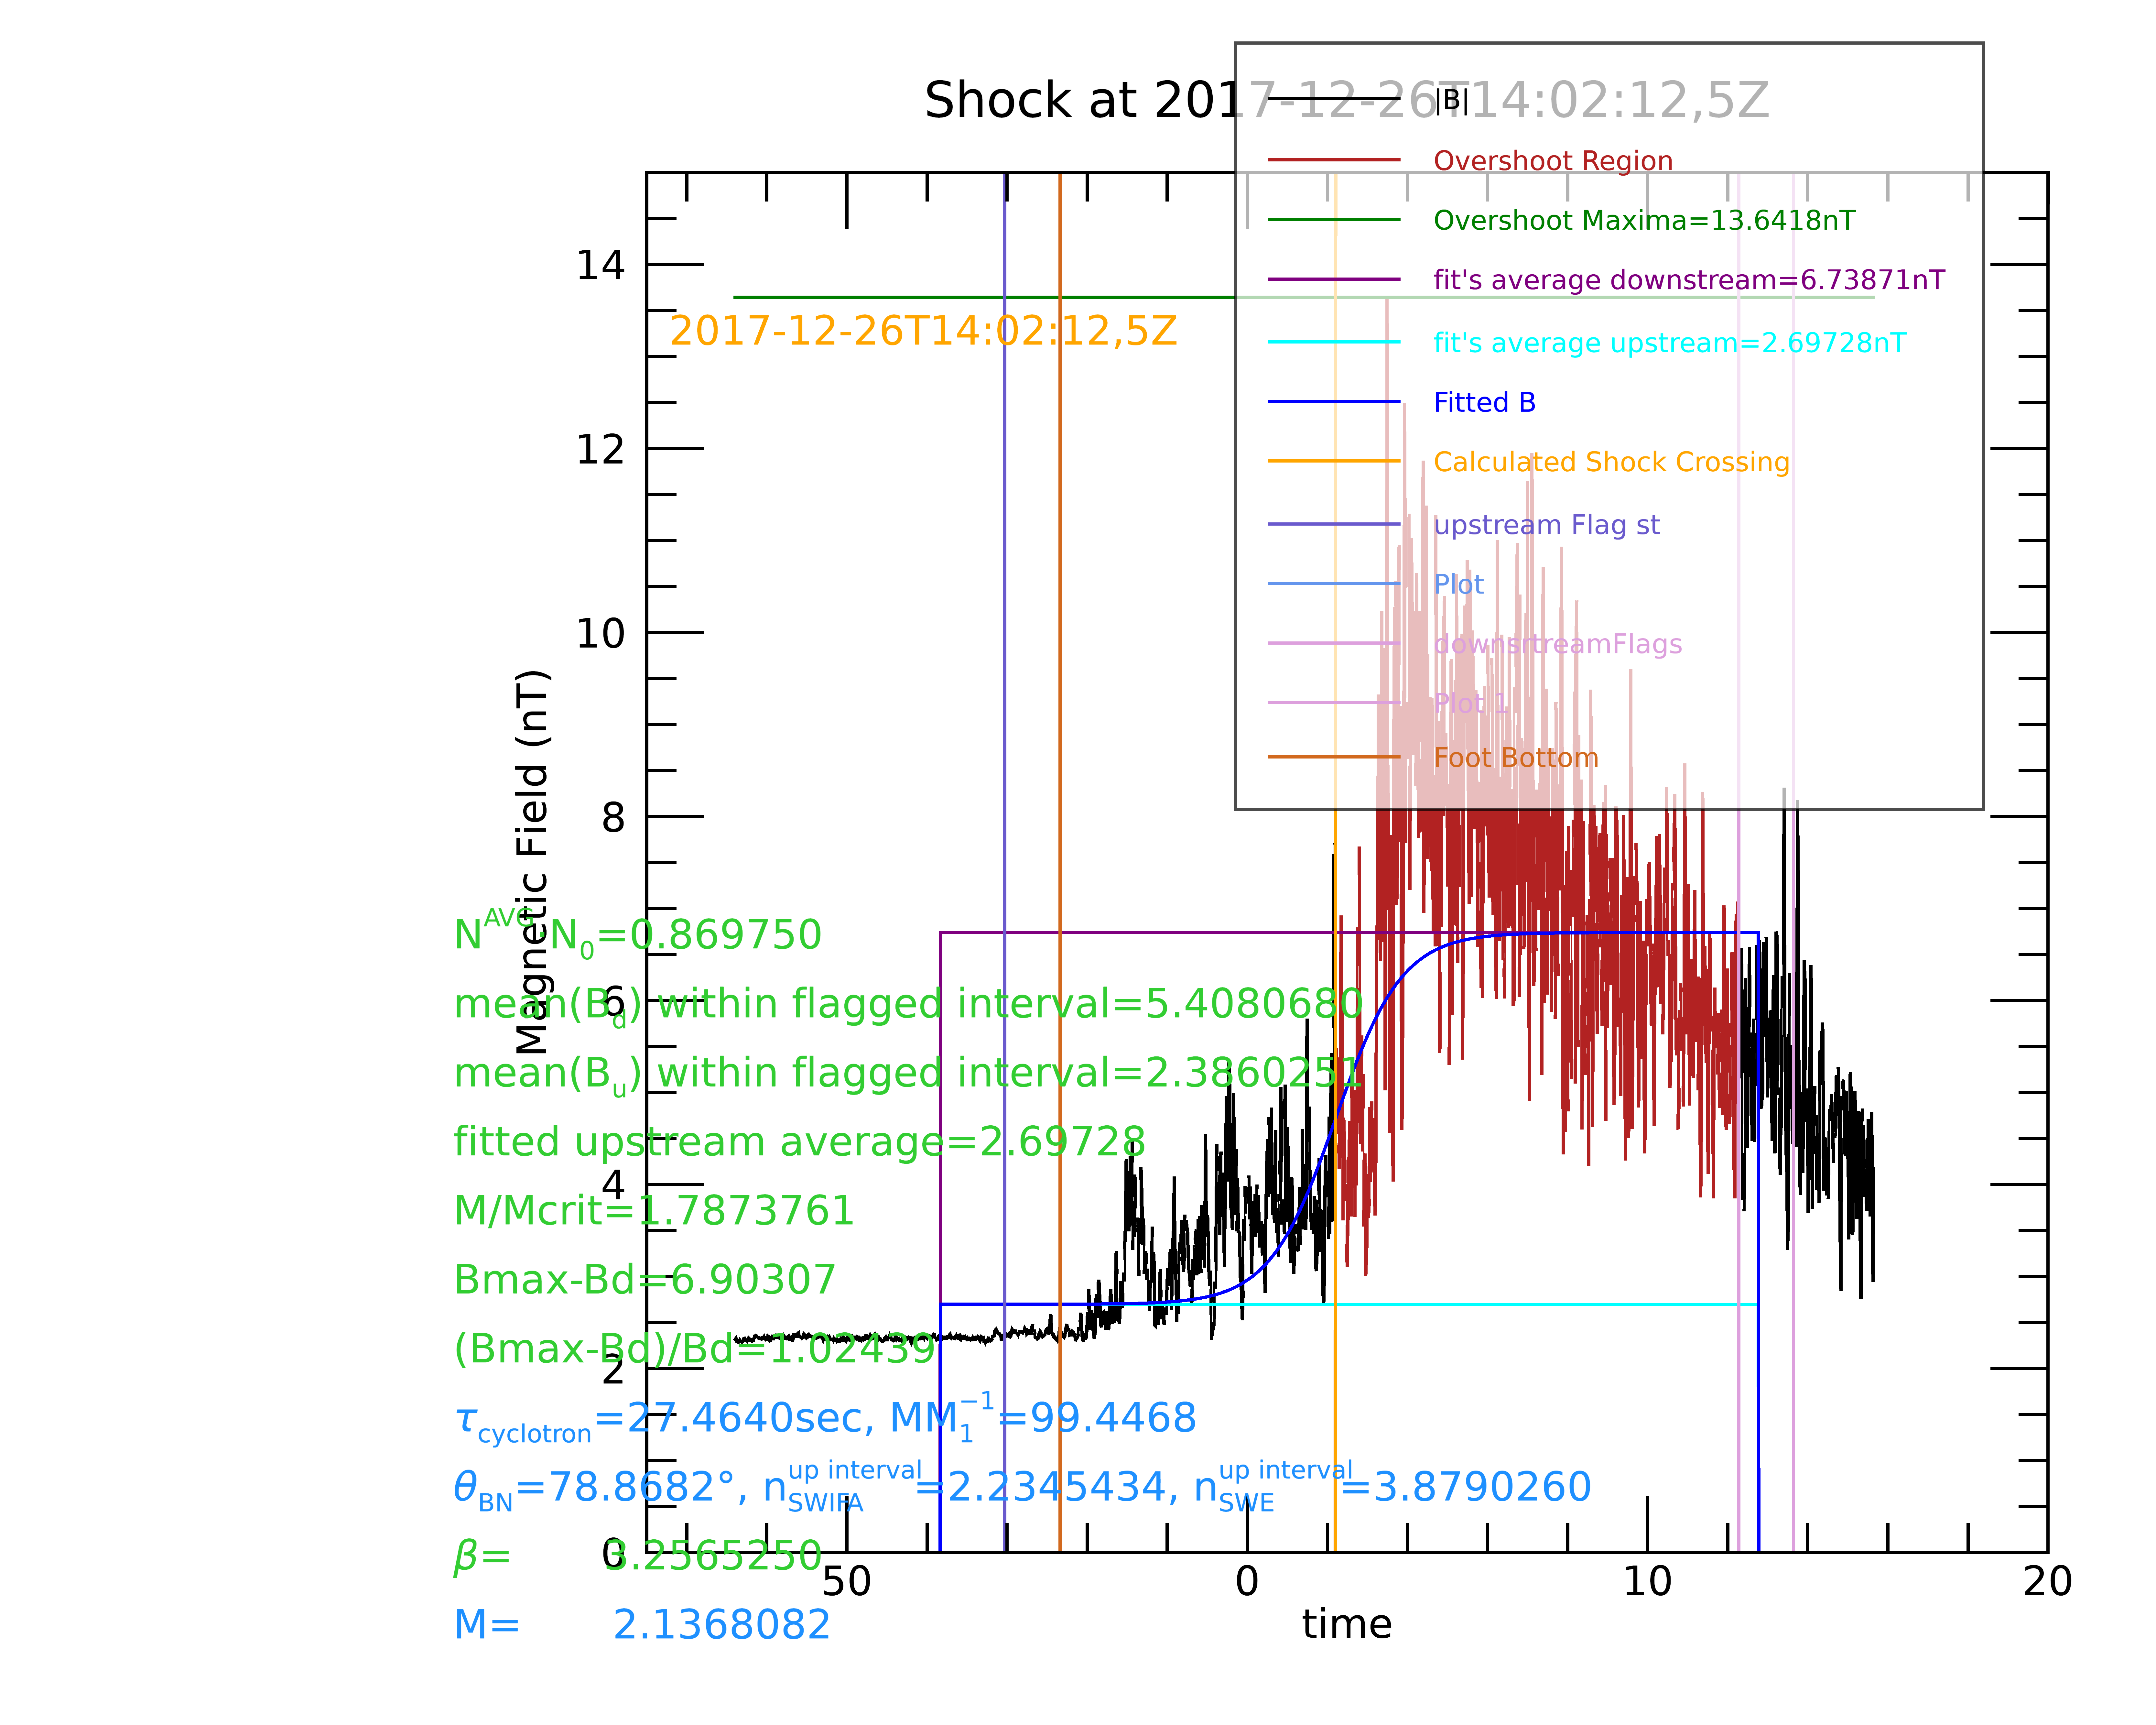 Shock at 2017-12-26T14:02:12,5Z
|B|
Overshoot Region
Overshoot Maxima=13.6418nT
fit's average downstream=6.73871nT
fit's average upstream=2.69728nT
Fitted B
Calculated Shock Crossing
upstream Flag st
Plot
downsrtreamFlags
Plot 1
Foot Bottom
2017-12-26T14:02:12,5Z
Magnetic Field (nT)
14
12
10
8
6
4
2
0
N^AVG·N_0=0.869750
mean(B_d) within flagged interval=5.4080680
mean(B_u) within flagged interval=2.3860251
fitted upstream average=2.69728
M/Mcrit=1.7873761
Bmax-Bd=6.90307
(Bmax-Bd)/Bd=1.02439
τ_cyclotron=27.4640sec, MM_1^−1=99.4468
θ_BN=78.8682°, n_SWIFA^up interval=2.2345434, n_SWE^up interval=3.8790260
β= 3.2565250
M= 2.1368082
50 0 10 20
time